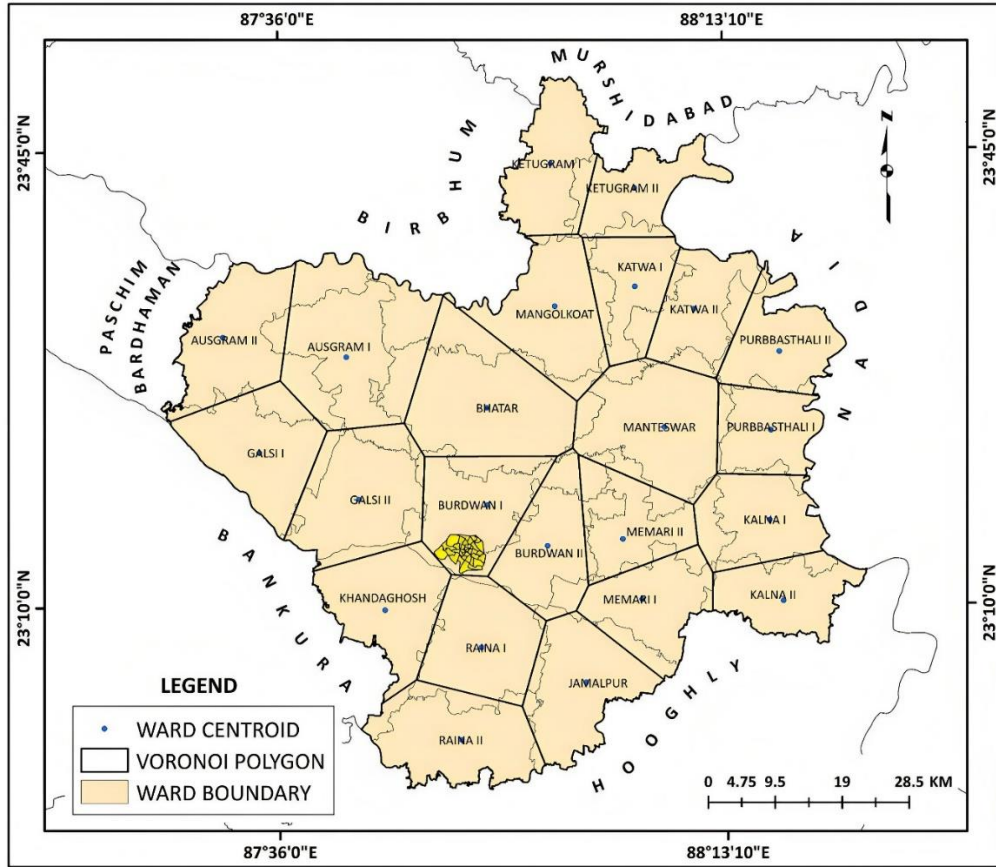 87°36'0"E
88°13'10"E
MURSHIDABAD
BIRBHUM
23°45'0"N
23°45'0"N
Z
KETUGRAM I
KETUGRAM II
NADIA
PASCHIM
BARDHAMAN
KATWA I
MANGOLKOAT
KATWA II
AUSGRAM II
AUSGRAM I
PURBBASTHALI II
BHATAR
MANTESWAR
PURBBASTHALI I
GALSI I
GALSI II
BURDWAN I
KALNA I
MEMARI II
BURDWAN II
BANKURA
KHANDAGHOSH
MEMARI I
KALNA II
23°10'0"N
23°10'0"N
RAINA I
JAMALPUR
HOOGHLY
RAINA II
LEGEND
WARD CENTROID
VORONOI POLYGON
WARD BOUNDARY
0 4.75 9.5 19 28.5 KM
87°36'0"E
88°13'10"E